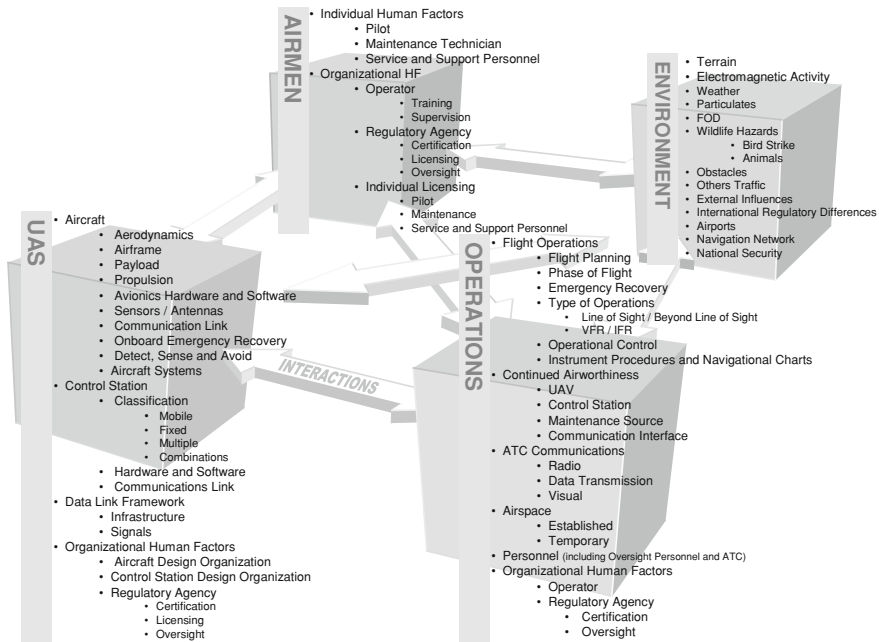 AIRMEN
• Individual Human Factors
• Pilot
• Maintenance Technician
• Service and Support Personnel
• Organizational HF
• Operator
• Training
• Supervision
• Regulatory Agency
• Certification
• Licensing
• Oversight
• Individual Licensing
• Pilot
• Maintenance
• Service and Support Personnel
ENVIRONMENT
• Terrain
• Electromagnetic Activity
• Weather
• Particulates
• FOD
• Wildlife Hazards
• Bird Strike
• Animals
• Obstacles
• Others Traffic
• External Influences
• International Regulatory Differences
• Airports
• Navigation Network
• National Security
UAS
• Aircraft
• Aerodynamics
• Airframe
• Payload
• Propulsion
• Avionics Hardware and Software
• Sensors / Antennas
• Communication Link
• Onboard Emergency Recovery
• Detect, Sense and Avoid
• Aircraft Systems
• Control Station
• Classification
• Mobile
• Fixed
• Multiple
• Combinations
• Hardware and Software
• Communications Link
• Data Link Framework
• Infrastructure
• Signals
• Organizational Human Factors
• Aircraft Design Organization
• Control Station Design Organization
• Regulatory Agency
• Certification
• Licensing
• Oversight
INTERACTIONS
OPERATIONS
• Flight Operations
• Flight Planning
• Phase of Flight
• Emergency Recovery
• Type of Operations
• Line of Sight / Beyond Line of Sight
• VFR / IFR
• Operational Control
• Instrument Procedures and Navigational Charts
• Continued Airworthiness
• UAV
• Control Station
• Maintenance Source
• Communication Interface
• ATC Communications
• Radio
• Data Transmission
• Visual
• Airspace
• Established
• Temporary
• Personnel (including Oversight Personnel and ATC)
• Organizational Human Factors
• Operator
• Regulatory Agency
• Certification
• Oversight